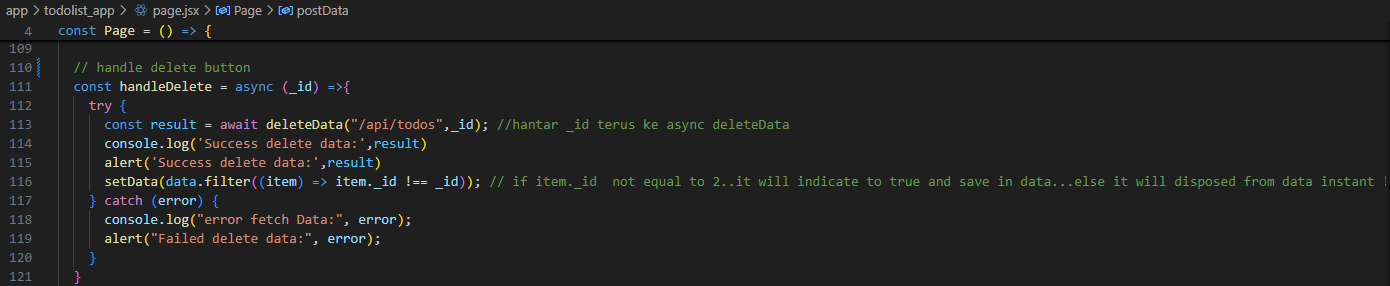 app > todolist_app > page.jsx > Page > postData
4 const Page = () => {
109
110 // handle delete button
111 const handleDelete = async (_id) =>{
112 try {
113 const result = await deleteData("/api/todos",_id); //hantar _id terus ke async deleteData
114 console.log('Success delete data:',result)
115 alert('Success delete data:',result)
116 setData(data.filter((item) => item._id !== _id)); // if item._id  not equal to 2..it will indicate to true and save in data...else it will disposed from data instant !
117 } catch (error) {
118 console.log("error fetch Data:", error);
119 alert("Failed delete data:", error);
120 }
121 }